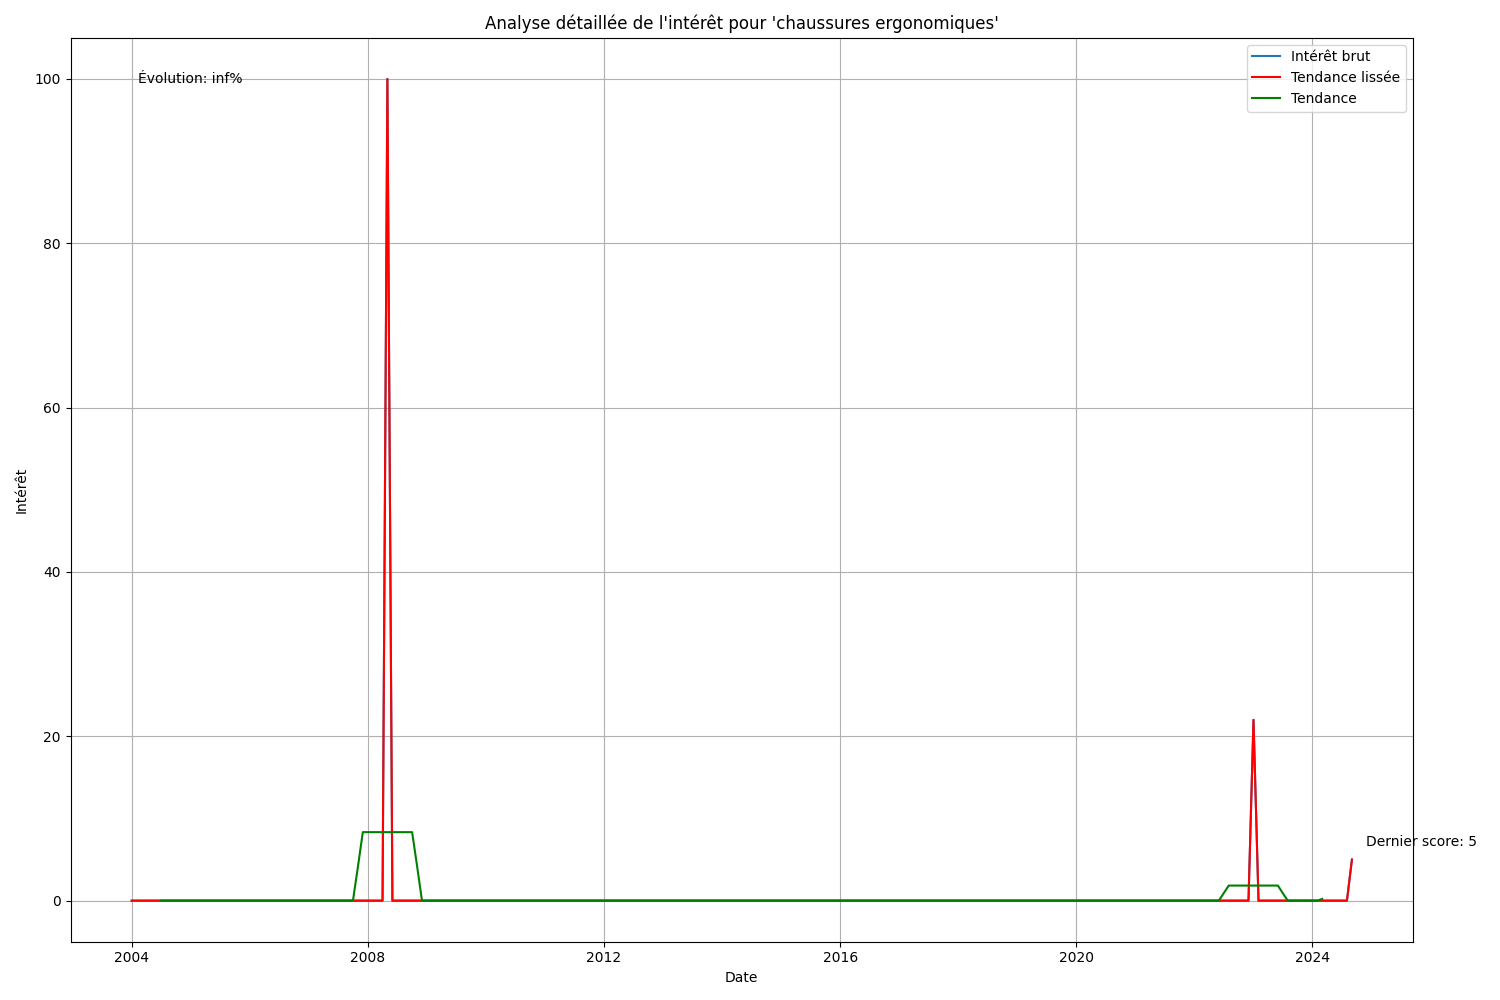 Analyse détaillée de l'intérêt pour 'chaussures ergonomiques'
Évolution: inf%
Intérêt brut
Tendance lissée
Tendance
100
80
60
40
20
0
Intérêt
Dernier score: 5
2004
2008
2012
2016
2020
2024
Date